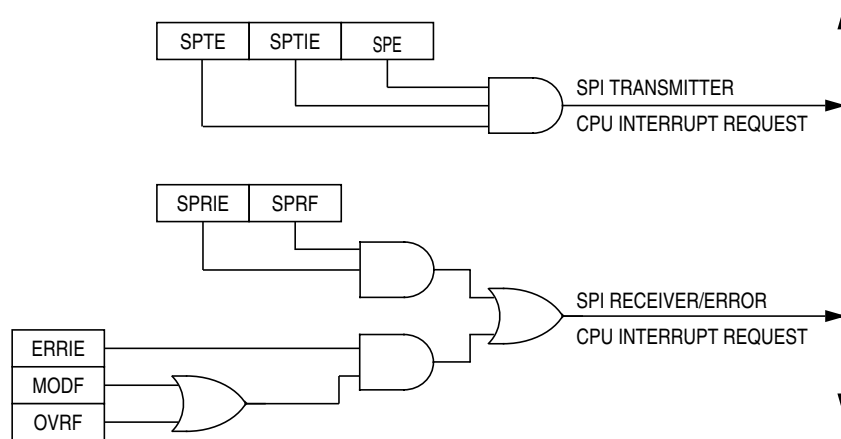 SPTE SPTIE SPE
SPI TRANSMITTER
CPU INTERRUPT REQUEST
SPRIE SPRF
SPI RECEIVER/ERROR
CPU INTERRUPT REQUEST
ERRIE
MODF
OVRF